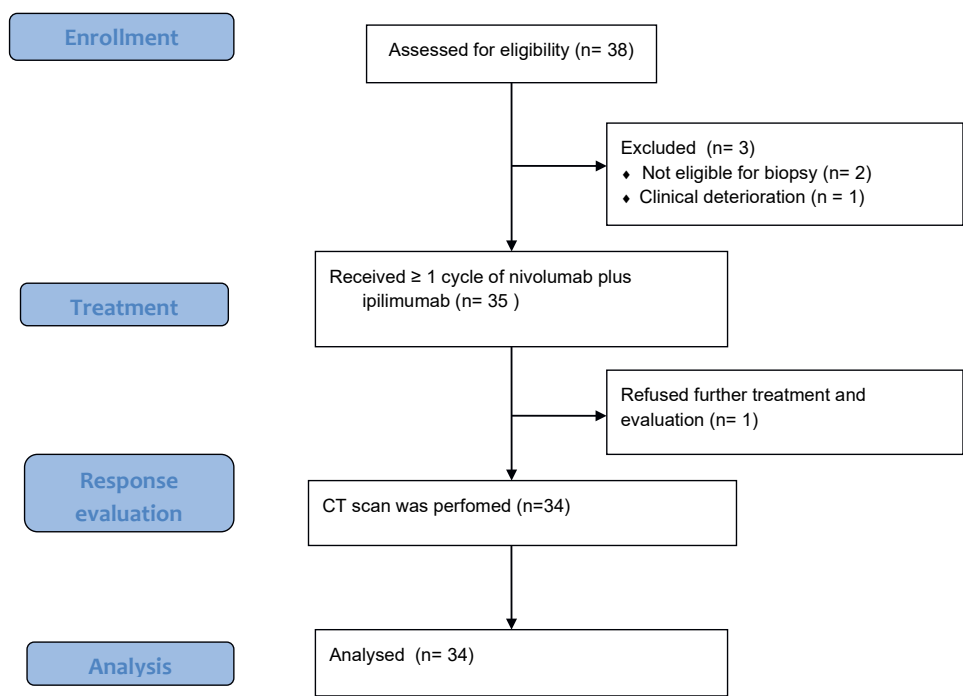 Enrollment
Assessed for eligibility (n= 38)
Excluded  (n= 3)
♦ Not eligible for biopsy (n= 2)
♦ Clinical deterioration (n = 1)
Treatment
Received ≥ 1 cycle of nivolumab plus
ipilimumab (n= 35 )
Refused further treatment and
evaluation (n= 1)
Response
evaluation
CT scan was perfomed (n=34)
Analysis
Analysed  (n= 34)